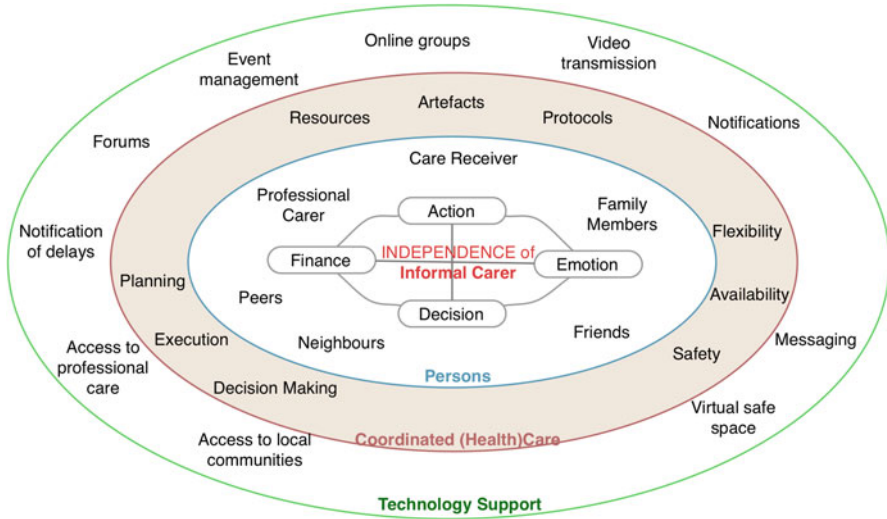 Online groups
Video
transmission
Event
management
Artefacts
Resources
Protocols
Notifications
Forums
Care Receiver
Professional
Carer
Action
Family
Members
Notification
of delays
Flexibility
INDEPENDENCE of
Informal Carer
Finance
Emotion
Planning
Peers
Availability
Decision
Execution
Neighbours
Friends
Messaging
Access to
professional
care
Safety
Persons
Decision Making
Virtual safe
space
Access to local
communities
Coordinated (Health)Care
Technology Support